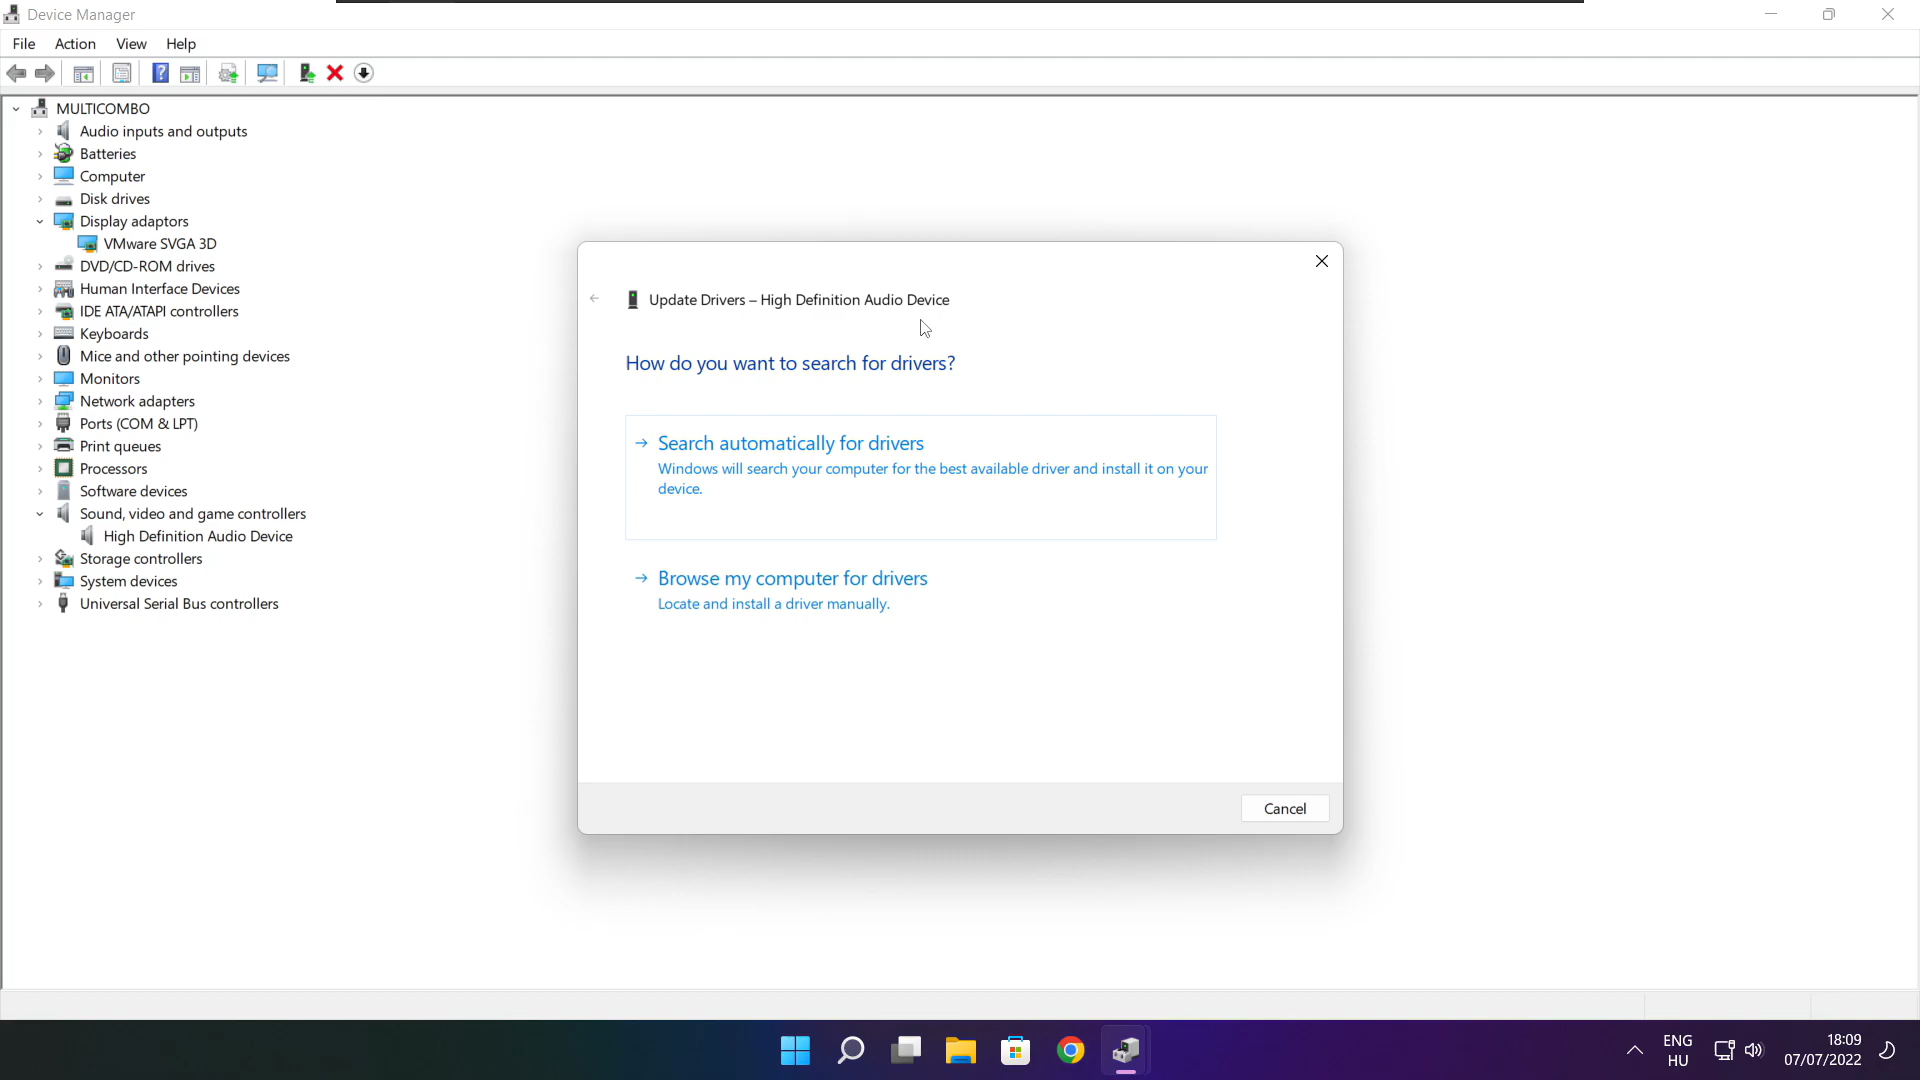 Device Manager
File Action View Help
MULTICOMBO
Audio inputs and outputs
Batteries
Computer
Disk drives
Display adaptors
VMware SVGA 3D
DVD/CD-ROM drives
Human Interface Devices
IDE ATA/ATAPI controllers
Keyboards
Mice and other pointing devices
Monitors
Network adapters
Ports (COM & LPT)
Print queues
Processors
Software devices
Sound, video and game controllers
High Definition Audio Device
Storage controllers
System devices
Universal Serial Bus controllers
Update Drivers – High Definition Audio Device
How do you want to search for drivers?
Search automatically for drivers
Windows will search your computer for the best available driver and install it on your
device.
Browse my computer for drivers
Locate and install a driver manually.
Cancel
ENG
HU
18:09
07/07/2022